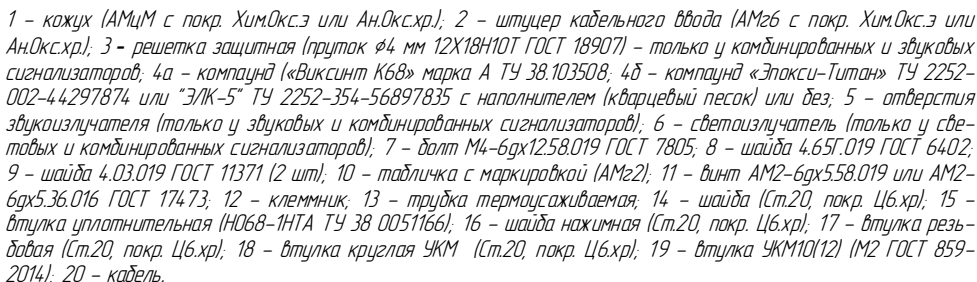 1 – кожух (АМцМ с покр. Хим.Окс.э или Ан.Окс.хр.); 2 – штуцер кабельного ввода (АМг6 с покр. Хим.Окс.э или
Ан.Окс.хр.); 3 - решетка защитная (пруток ⌀4 мм 12Х18Н10Т ГОСТ 18907) – только у комбинированных и звуковых
сигнализаторов; 4а – компаунд («Виксинт К68» марка А ТУ 38.103508; 4б – компаунд «Эпокси-Титан» ТУ 2252-
002-44297874 или "ЭЛК-5" ТУ 2252-354-56897835 с наполнителем (кварцевый песок) или без; 5 – отверстия
звукоизлучателя (только у звуковых и комбинированных сигнализаторов); 6 – светоизлучатель (только у све-
товых и комбинированных сигнализаторов); 7 – болт М4-6gх12.58.019 ГОСТ 7805; 8 – шайба 4.65Г.019 ГОСТ 6402;
9 – шайба 4.03.019 ГОСТ 11371 (2 шт); 10 – табличка с маркировкой (АМг2); 11 – винт АМ2-6gх5.58.019 или АМ2-
6gх5.36.016 ГОСТ 17473; 12 – клеммник; 13 – трубка термоусаживаемая; 14 – шайба (Ст.20, покр. Ц6.хр); 15 –
втулка уплотнительная (Н068-1НТА ТУ 38 0051166); 16 – шайба нажимная (Ст.20, покр. Ц6.хр); 17 – втулка резь-
бовая (Ст.20, покр. Ц6.хр); 18 – втулка круглая УКМ (Ст.20, покр. Ц6.хр); 19 – втулка УКМ10(12) (М2 ГОСТ 859-
2014); 20 – кабель.